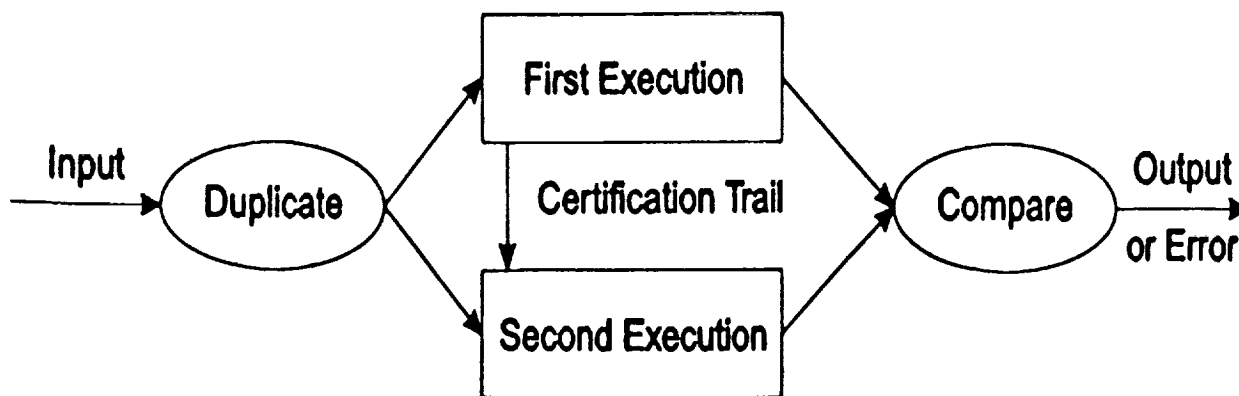 First Execution
Input
Duplicate
Certification Trail
Compare
Output
or Error
Second Execution